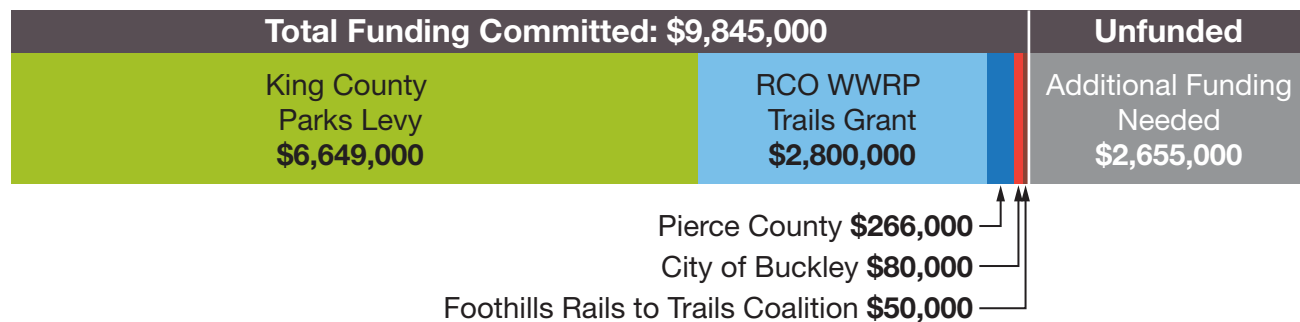 Total Funding Committed: $9,845,000
Unfunded
King County
Parks Levy
$6,649,000
RCO WWRP
Trails Grant
$2,800,000
Additional Funding
Needed
$2,655,000
Pierce County $266,000
City of Buckley $80,000
Foothills Rails to Trails Coalition $50,000